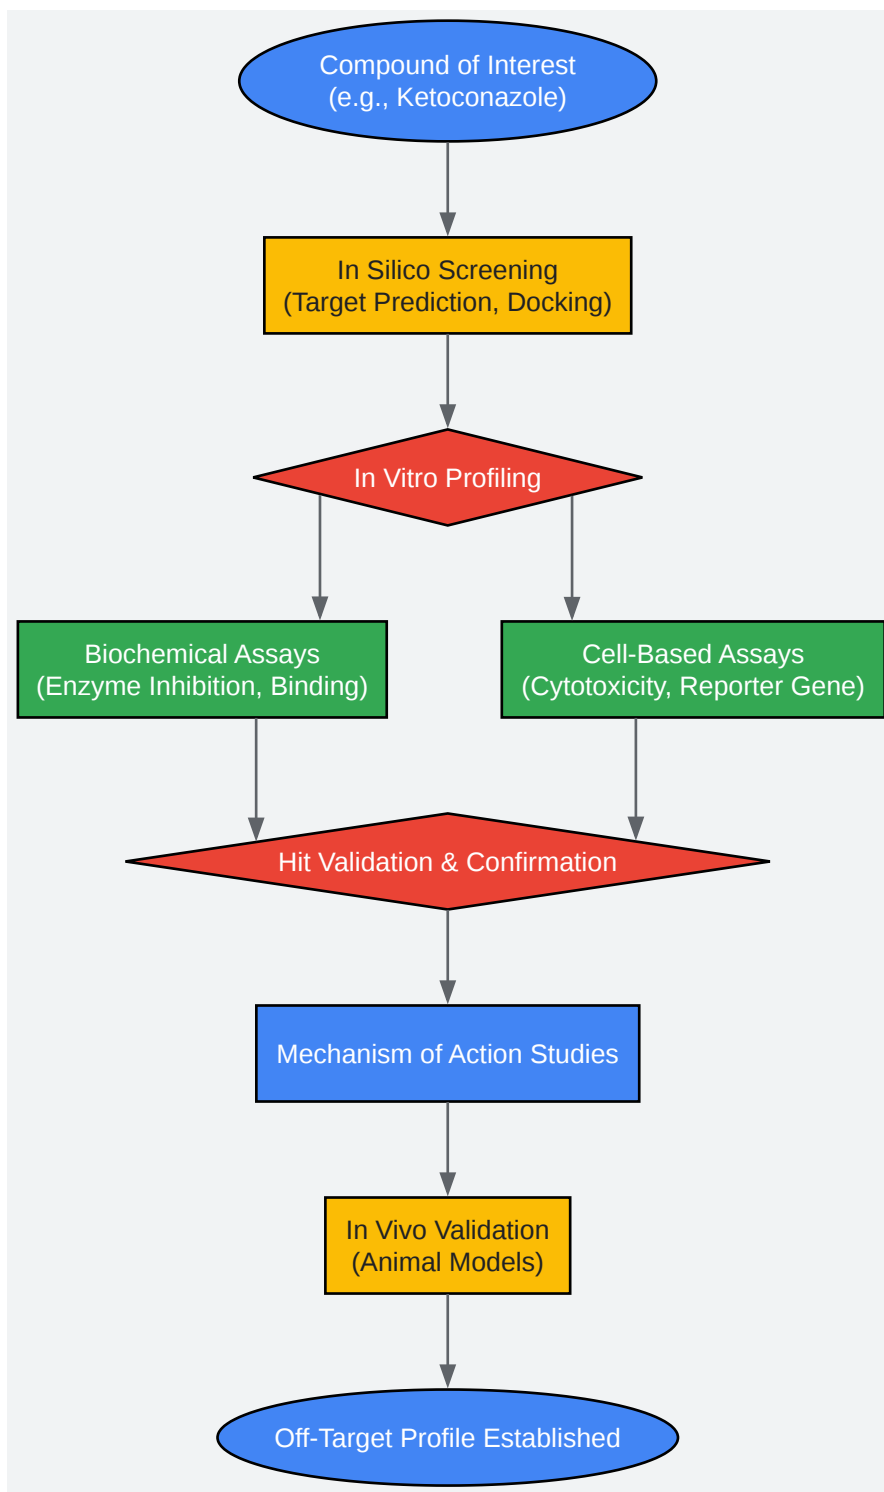 Compound of Interest
(e.g., Ketoconazole)
In Silico Screening
(Target Prediction, Docking)
In Vitro Profiling
Biochemical Assays
(Enzyme Inhibition, Binding)
Cell-Based Assays
(Cytotoxicity, Reporter Gene)
Hit Validation & Confirmation
Mechanism of Action Studies
In Vivo Validation
(Animal Models)
Off-Target Profile Established